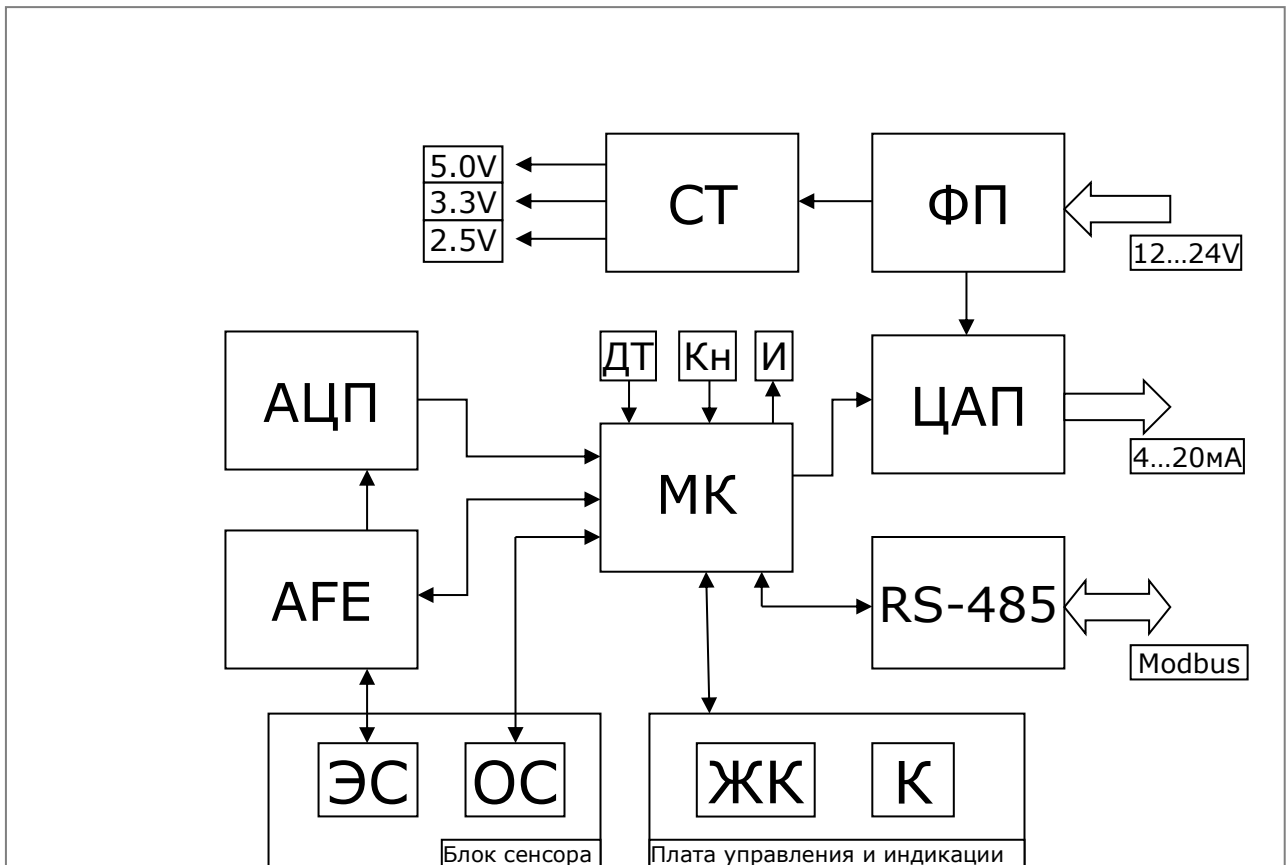 5.0V
3.3V
2.5V
СТ
ФП
12...24V
АЦП
ДТ
Кн
И
ЦАП
4...20мА
МК
AFE
RS-485
Modbus
ЭС
ОС
ЖК
К
Блок сенсора
Плата управления и индикации